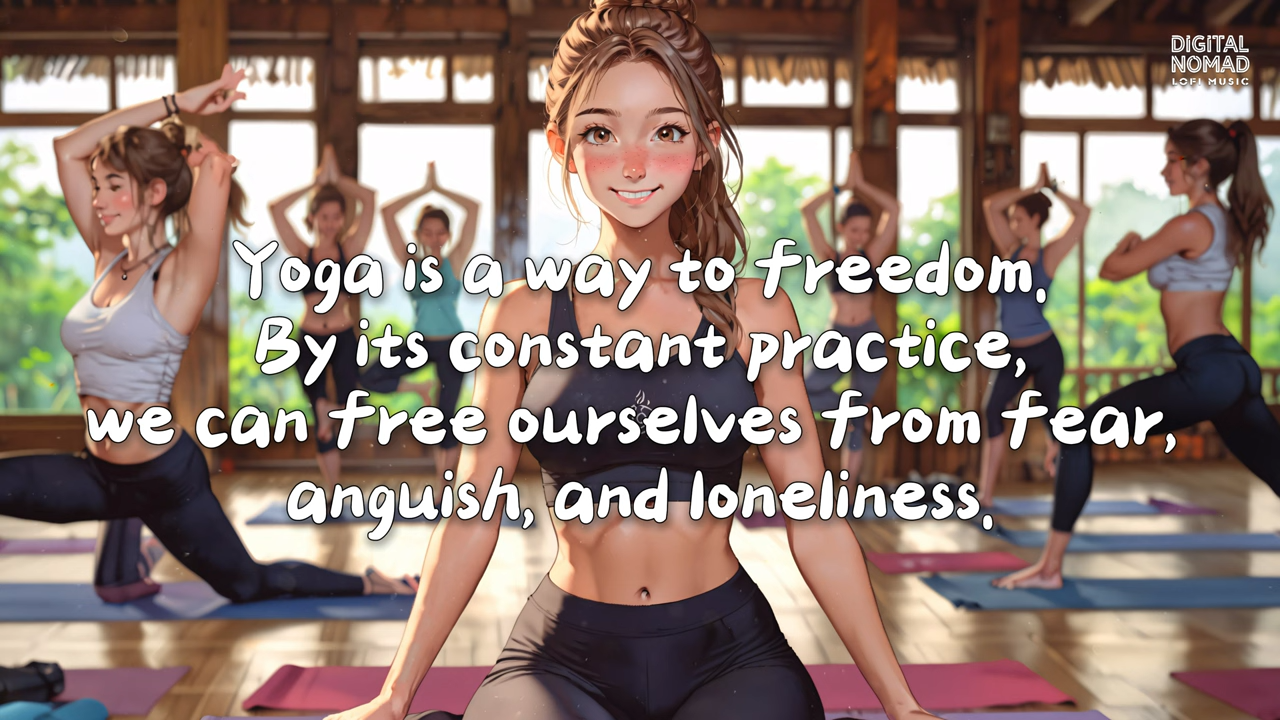 DIGITAL
NOMAD
LOFI MUSIC
Yoga is a way to freedom.
By its constant practice,
we can free ourselves from fear,
anguish, and loneliness.